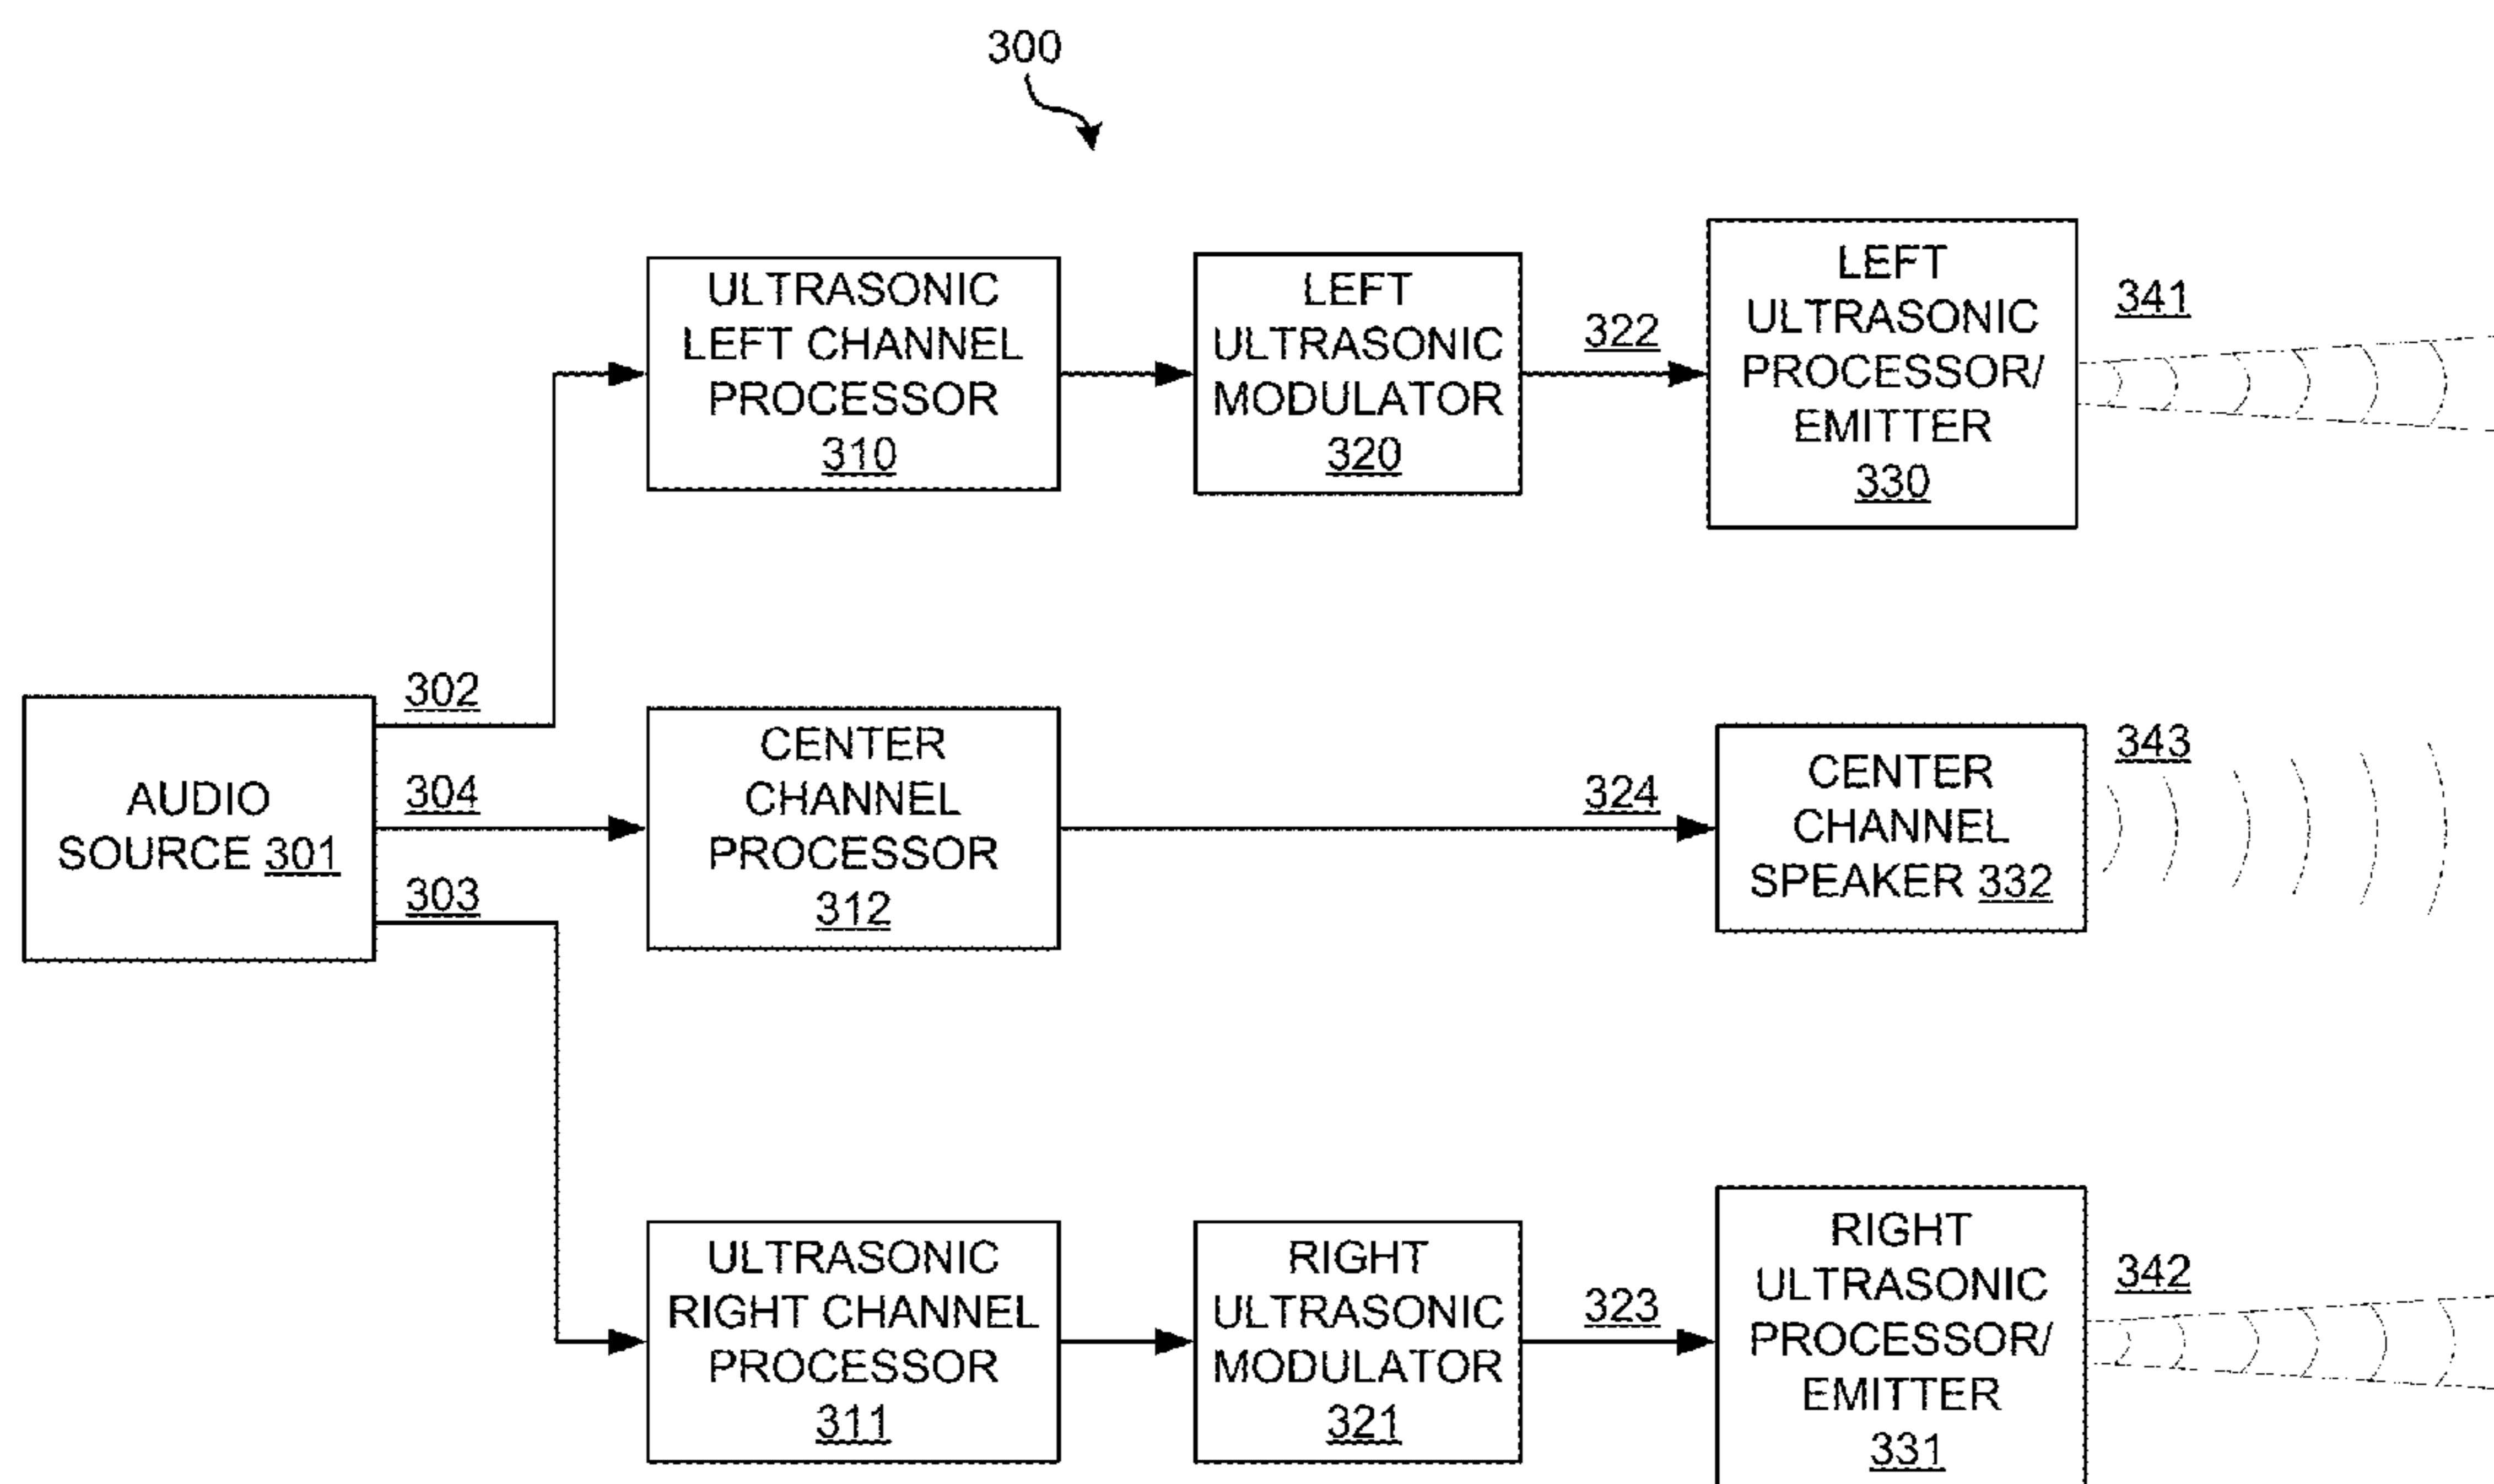 300
ULTRASONIC
LEFT CHANNEL
PROCESSOR
310
LEFT
ULTRASONIC
MODULATOR
320
322
LEFT
ULTRASONIC
PROCESSOR/
EMITTER
330
341
AUDIO
SOURCE 301
302
304
303
CENTER
CHANNEL
PROCESSOR
312
324
CENTER
CHANNEL
SPEAKER 332
343
ULTRASONIC
RIGHT CHANNEL
PROCESSOR
311
RIGHT
ULTRASONIC
MODULATOR
321
323
RIGHT
ULTRASONIC
PROCESSOR/
EMITTER
331
342